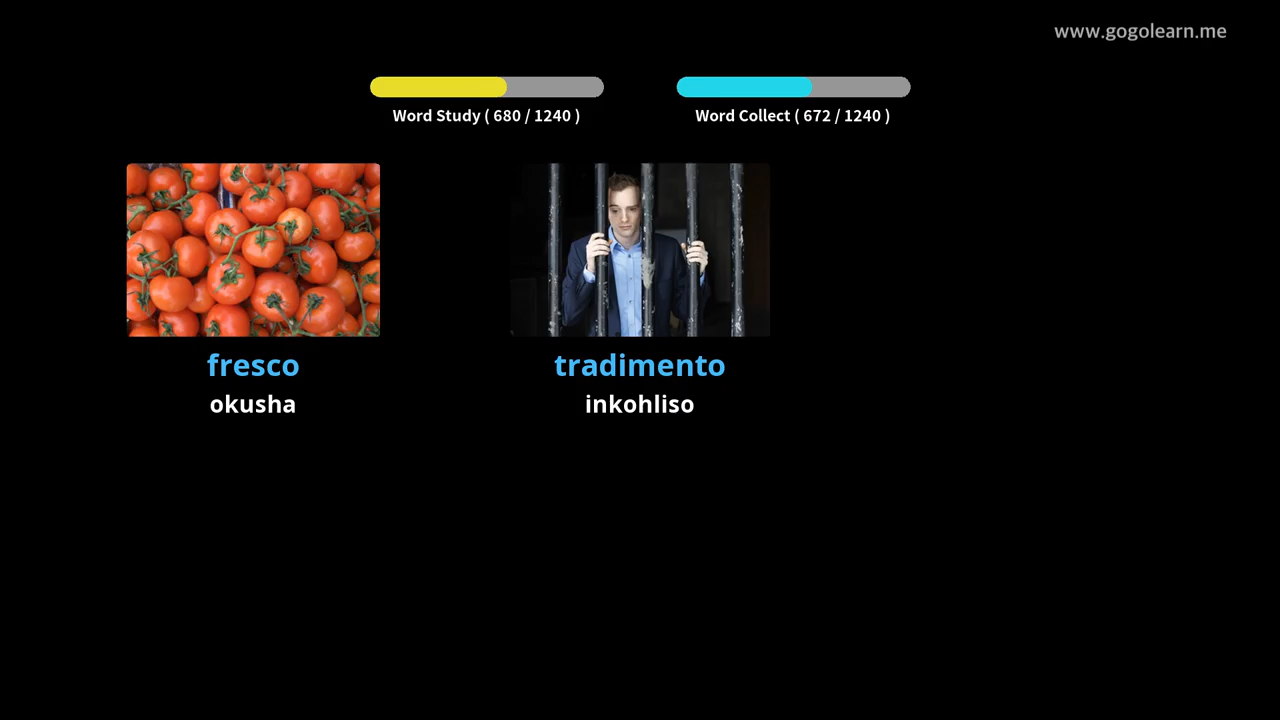 www.gogolearn.me
Word Study ( 680 / 1240 )
Word Collect ( 672 / 1240 )
fresco
okusha
tradimento
inkohliso